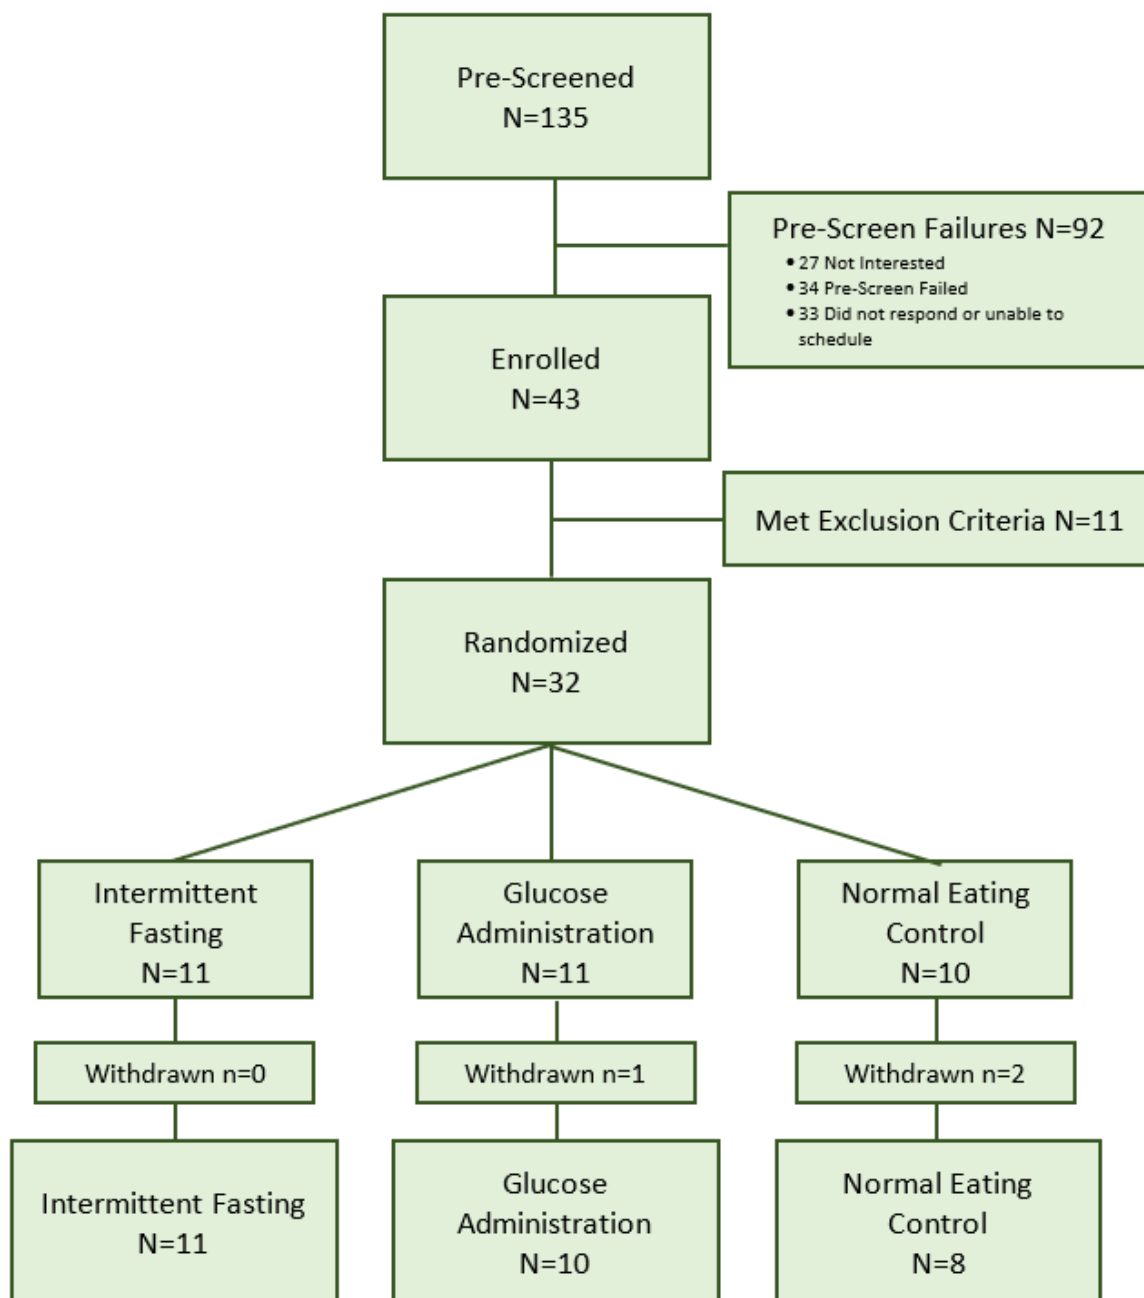 Pre-Screened
N=135
Pre-Screen Failures N=92
• 27 Not Interested
• 34 Pre-Screen Failed
• 33 Did not respond or unable to
schedule
Enrolled
N=43
Met Exclusion Criteria N=11
Randomized
N=32
Intermittent
Fasting
N=11
Glucose
Administration
N=11
Normal Eating
Control
N=10
Withdrawn n=0
Withdrawn n=1
Withdrawn n=2
Intermittent Fasting
N=11
Glucose
Administration
N=10
Normal Eating
Control
N=8